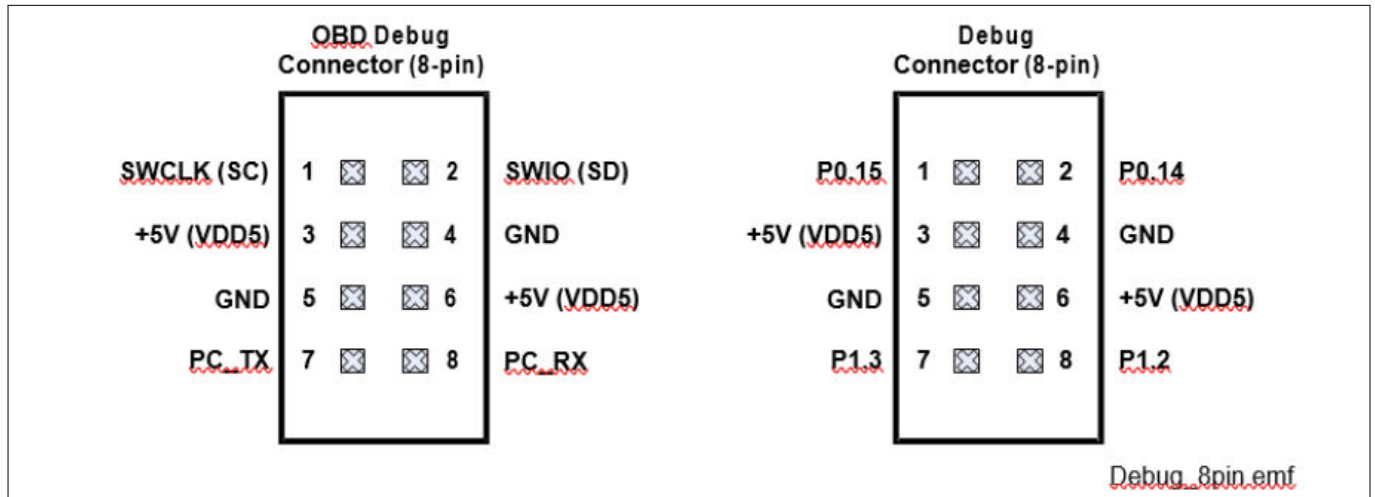 OBD Debug
Connector (8-pin)
SWCLK (SC) 1 2 SWIO (SD)
+5V (VDD5) 3 4 GND
GND 5 6 +5V (VDD5)
PC_TX 7 8 PC_RX
Debug
Connector (8-pin)
P0.15 1 2 P0.14
+5V (VDD5) 3 4 GND
GND 5 6 +5V (VDD5)
P1.3 7 8 P1.2
Debug_8pin.emf